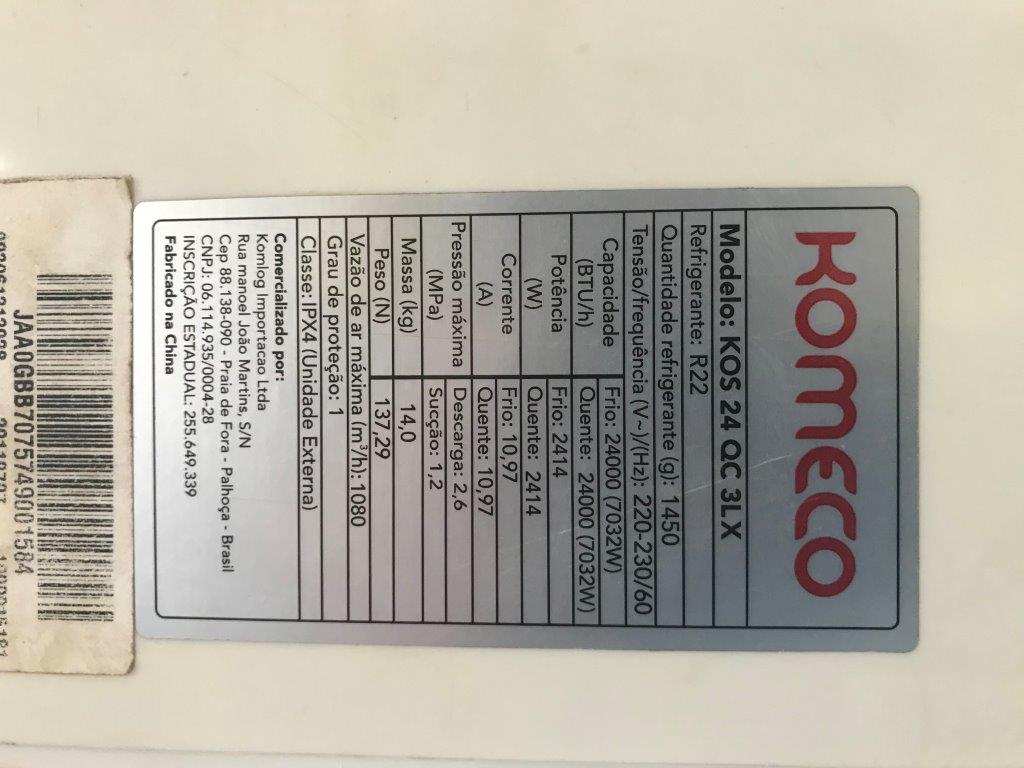 KOMECO
Modelo: KOS 24 QC 3LX
Refrigerante: R22
Quantidade refrigerante (g): 1450
Tensão/frequência (V~)/(Hz): 220-230/60
Capacidade (BTU/h)
Frio: 24000 (7032W)
Quente: 24000 (7032W)
Potência (W)
Frio: 2414
Quente: 2414
Corrente (A)
Frio: 10,97
Quente: 10,97
Pressão máxima (MPa)
Descarga: 2,6
Sucção: 1,2
Massa (kg) 14,0
Peso (N) 137,29
Vazão de ar máxima (m³/h): 1080
Grau de proteção: 1
Classe: IPX4 (Unidade Externa)
Comercializado por:
Komlog Importacao Ltda
Rua manoel João Martins, S/N
Cep 88.138-090 - Praia de Fora - Palhoça - Brasil
CNPJ: 06.114.935/0004-28
INSCRIÇÃO ESTADUAL: 255.649.339
Fabricado na China
JAA0GBB7075749001584